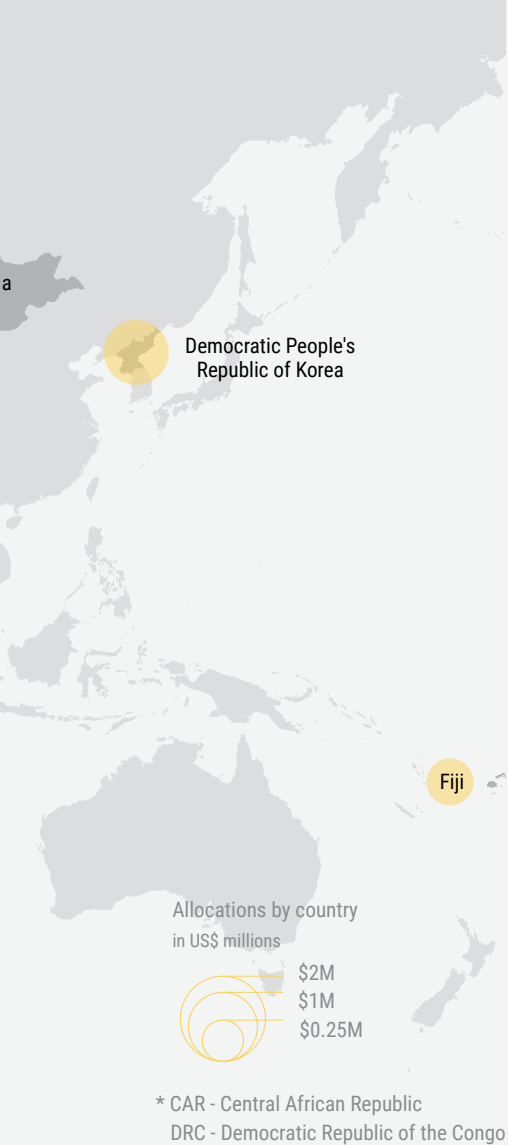 a
Democratic People's
Republic of Korea
Fiji
Allocations by country
in US$ millions
$2M
$1M
$0.25M
* CAR - Central African Republic
DRC - Democratic Republic of the Congo